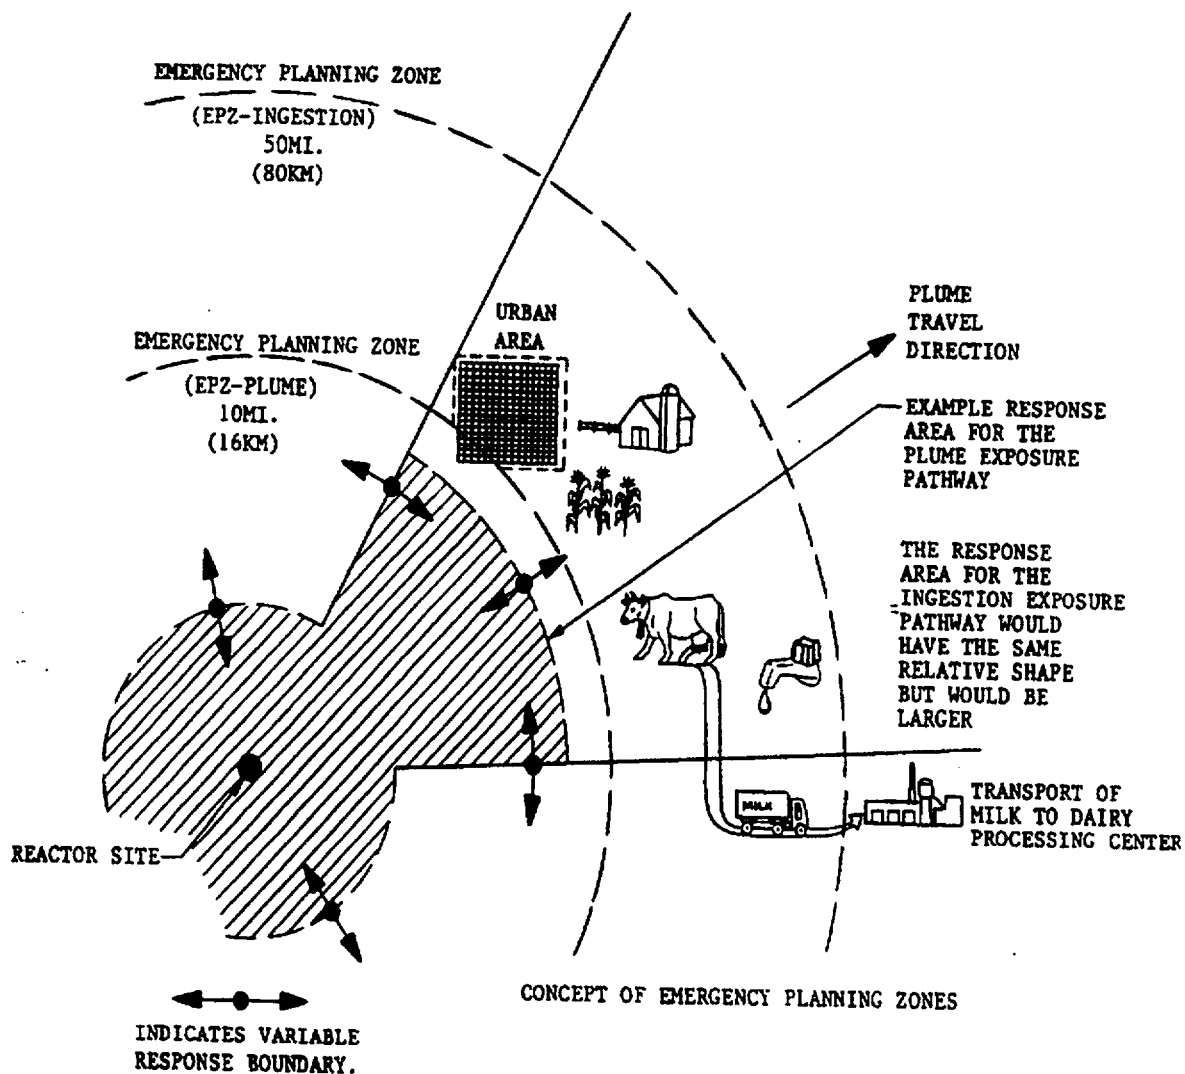 EMERGENCY PLANNING ZONE
(EPZ-INGESTION)
50MI.
(80KM)
URBAN
AREA
EMERGENCY PLANNING ZONE
(EPZ-PLUME)
10MI.
(16KM)
PLUME
TRAVEL
DIRECTION
EXAMPLE RESPONSE
AREA FOR THE
PLUME EXPOSURE
PATHWAY
THE RESPONSE
AREA FOR THE
INGESTION EXPOSURE
PATHWAY WOULD
HAVE THE SAME
RELATIVE SHAPE
BUT WOULD BE
LARGER
MILK
TRANSPORT OF
MILK TO DAIRY
PROCESSING CENTER
REACTOR SITE
CONCEPT OF EMERGENCY PLANNING ZONES
INDICATES VARIABLE
RESPONSE BOUNDARY.